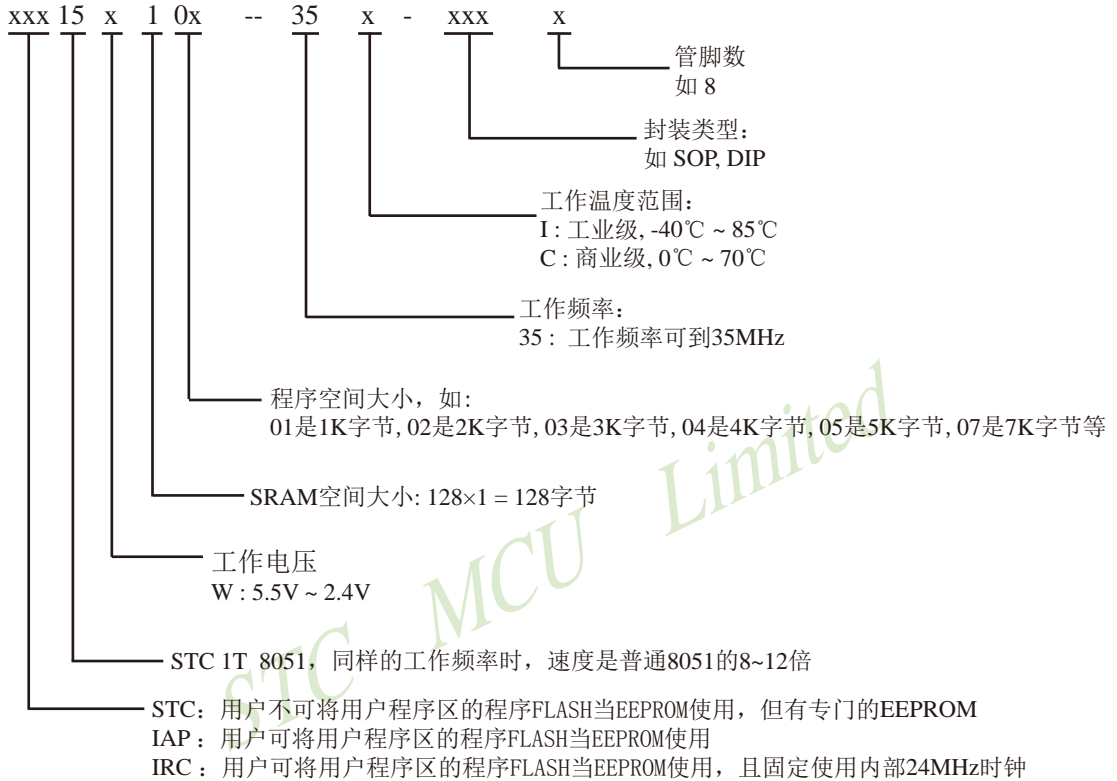 xxx 15 x 1 0x -- 35 x - xxx x
管脚数
如 8
封装类型：
如 SOP, DIP
工作温度范围：
I : 工业级, -40℃ ~ 85℃
C : 商业级, 0℃ ~ 70℃
工作频率：
35 : 工作频率可到35MHz
程序空间大小，如:
01是1K字节, 02是2K字节, 03是3K字节, 04是4K字节, 05是5K字节, 07是7K字节等
SRAM空间大小: 128×1 = 128字节
工作电压
W : 5.5V ~ 2.4V
STC 1T 8051，同样的工作频率时，速度是普通8051的8~12倍
STC：用户不可将用户程序区的程序FLASH当EEPROM使用，但有专门的EEPROM
IAP：用户可将用户程序区的程序FLASH当EEPROM使用
IRC：用户可将用户程序区的程序FLASH当EEPROM使用，且固定使用内部24MHz时钟
STC MCU Limited